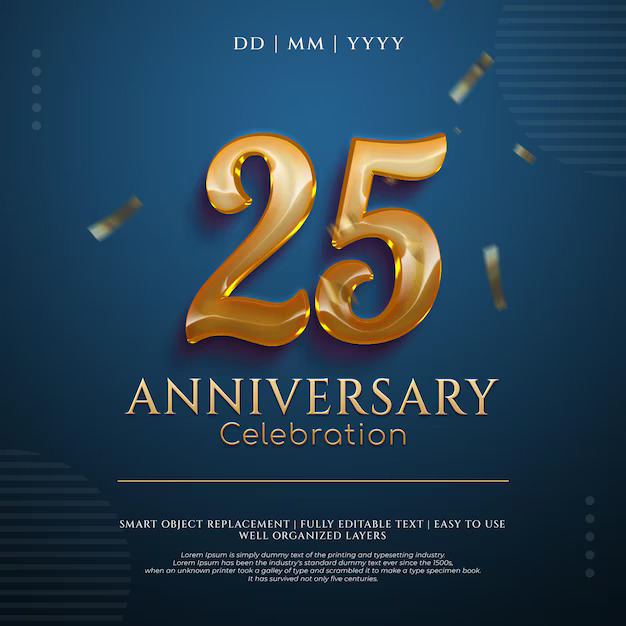 DD | MM | YYYY
25
ANNIVERSARY
Celebration
SMART OBJECT REPLACEMENT | FULLY EDITABLE TEXT | EASY TO USE
WELL ORGANIZED LAYERS
Lorem Ipsum is simply dummy text of the printing and typesetting industry.
Lorem Ipsum has been the industry's standard dummy text ever since the 1500s,
when an unknown printer took a galley of type and scrambled it to make a type specimen book.
It has survived not only five centuries.